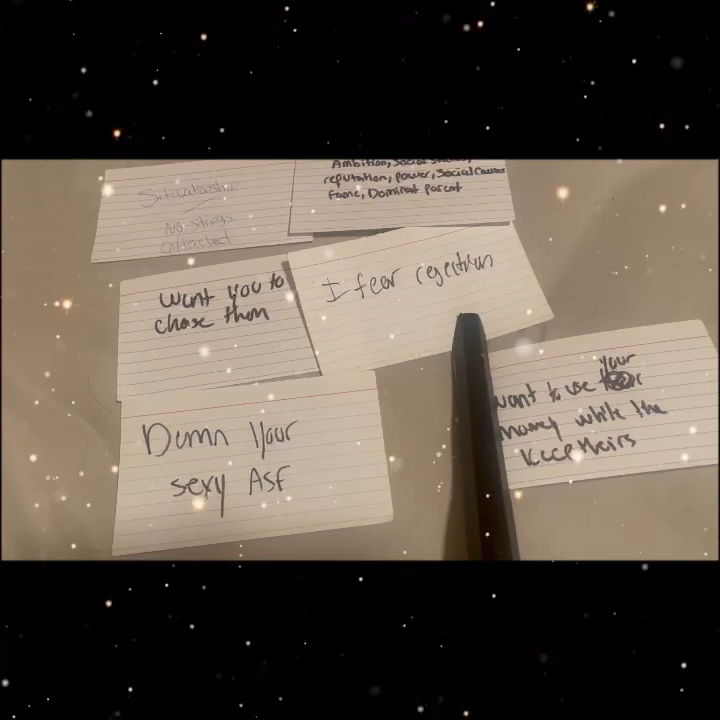 Situationship
No strings
attached
Ambition, Social Status,
reputation, power, Social Causes
Fame, Dominant parent
Want you to
chase them
I fear rejection
want to use your
money while the
keep theirs
Damn Your
sexy ASF